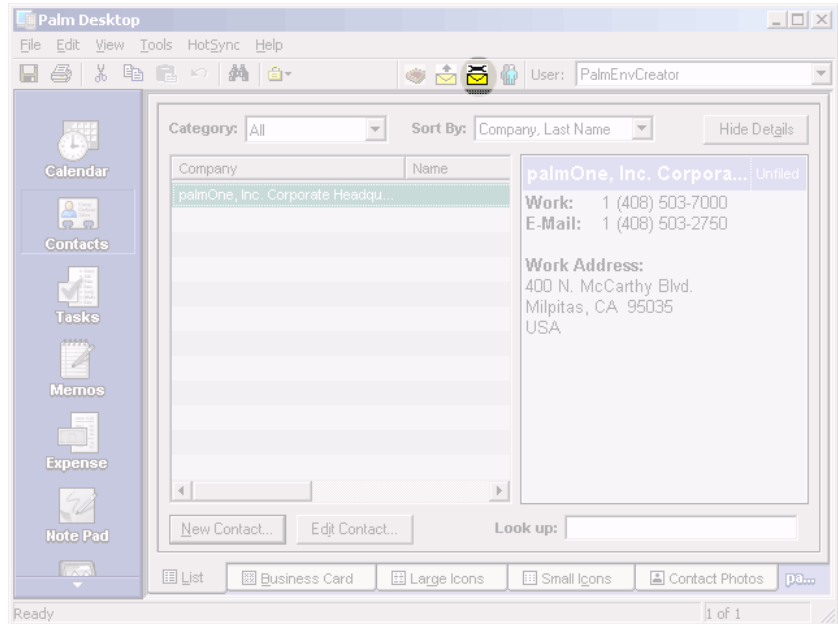 Palm Desktop
File Edit View Tools HotSync Help
User: PalmEnvCreator
Calendar
Contacts
Tasks
Memos
Expense
Note Pad
Category: All Sort By: Company, Last Name Hide Details
Company Name
palmOne, Inc. Corporate Headqu...
palmOne, Inc. Corpora... Unfiled
Work: 1 (408) 503-7000
E-Mail: 1 (408) 503-2750
Work Address:
400 N. McCarthy Blvd.
Milpitas, CA 95035
USA
New Contact... Edit Contact... Look up:
List Business Card Large Icons Small Icons Contact Photos pa...
Ready 1 of 1